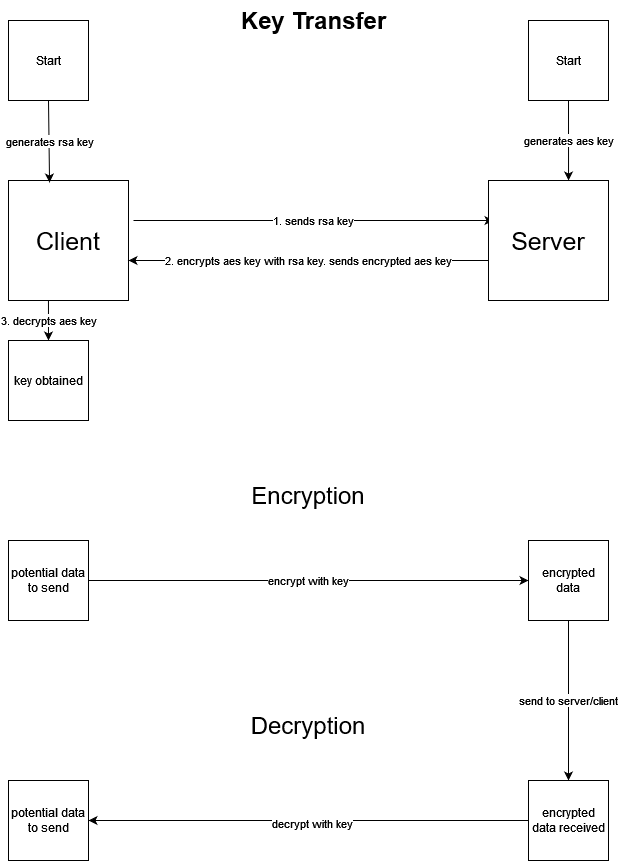 Key Transfer
Start
Start
generates rsa key
generates aes key
Client
Server
1. sends rsa key
2. encrypts aes key with rsa key. sends encrypted aes key
3. decrypts aes key
key obtained
Encryption
potential data
to send
encrypt with key
encrypted
data
send to server/client
Decryption
potential data
to send
decrypt with key
encrypted
data received